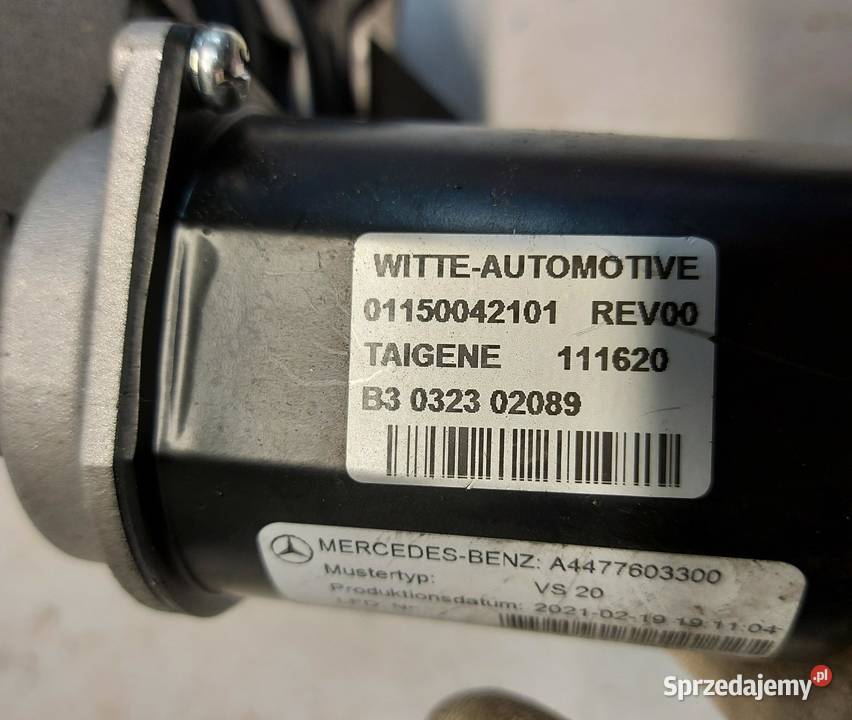 WITTE-AUTOMOTIVE
01150042101 REV00
TAIGENE 111620
B3 0323 02089
MERCEDES-BENZ: A4477603300
Mustertyp: VS 20
Produktionsdatum: 2021-02-19 19:11:04
Sprzedajemy.pl